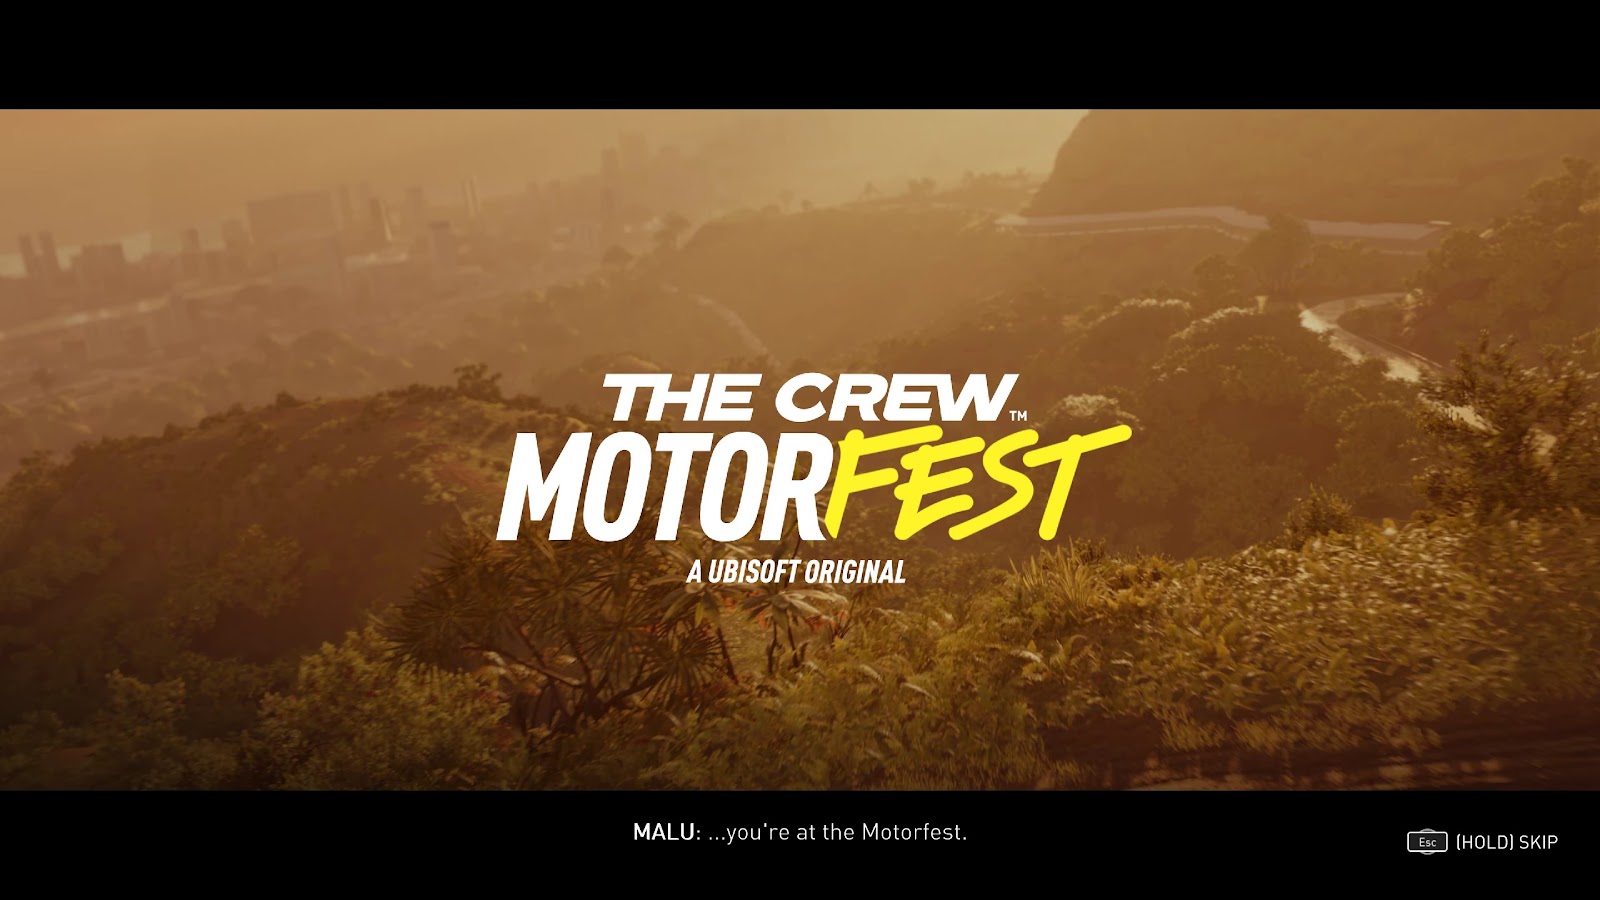 THE CREW™
MOTORFEST
A UBISOFT ORIGINAL
MALU: ...you're at the Motorfest.
Esc (HOLD) SKIP